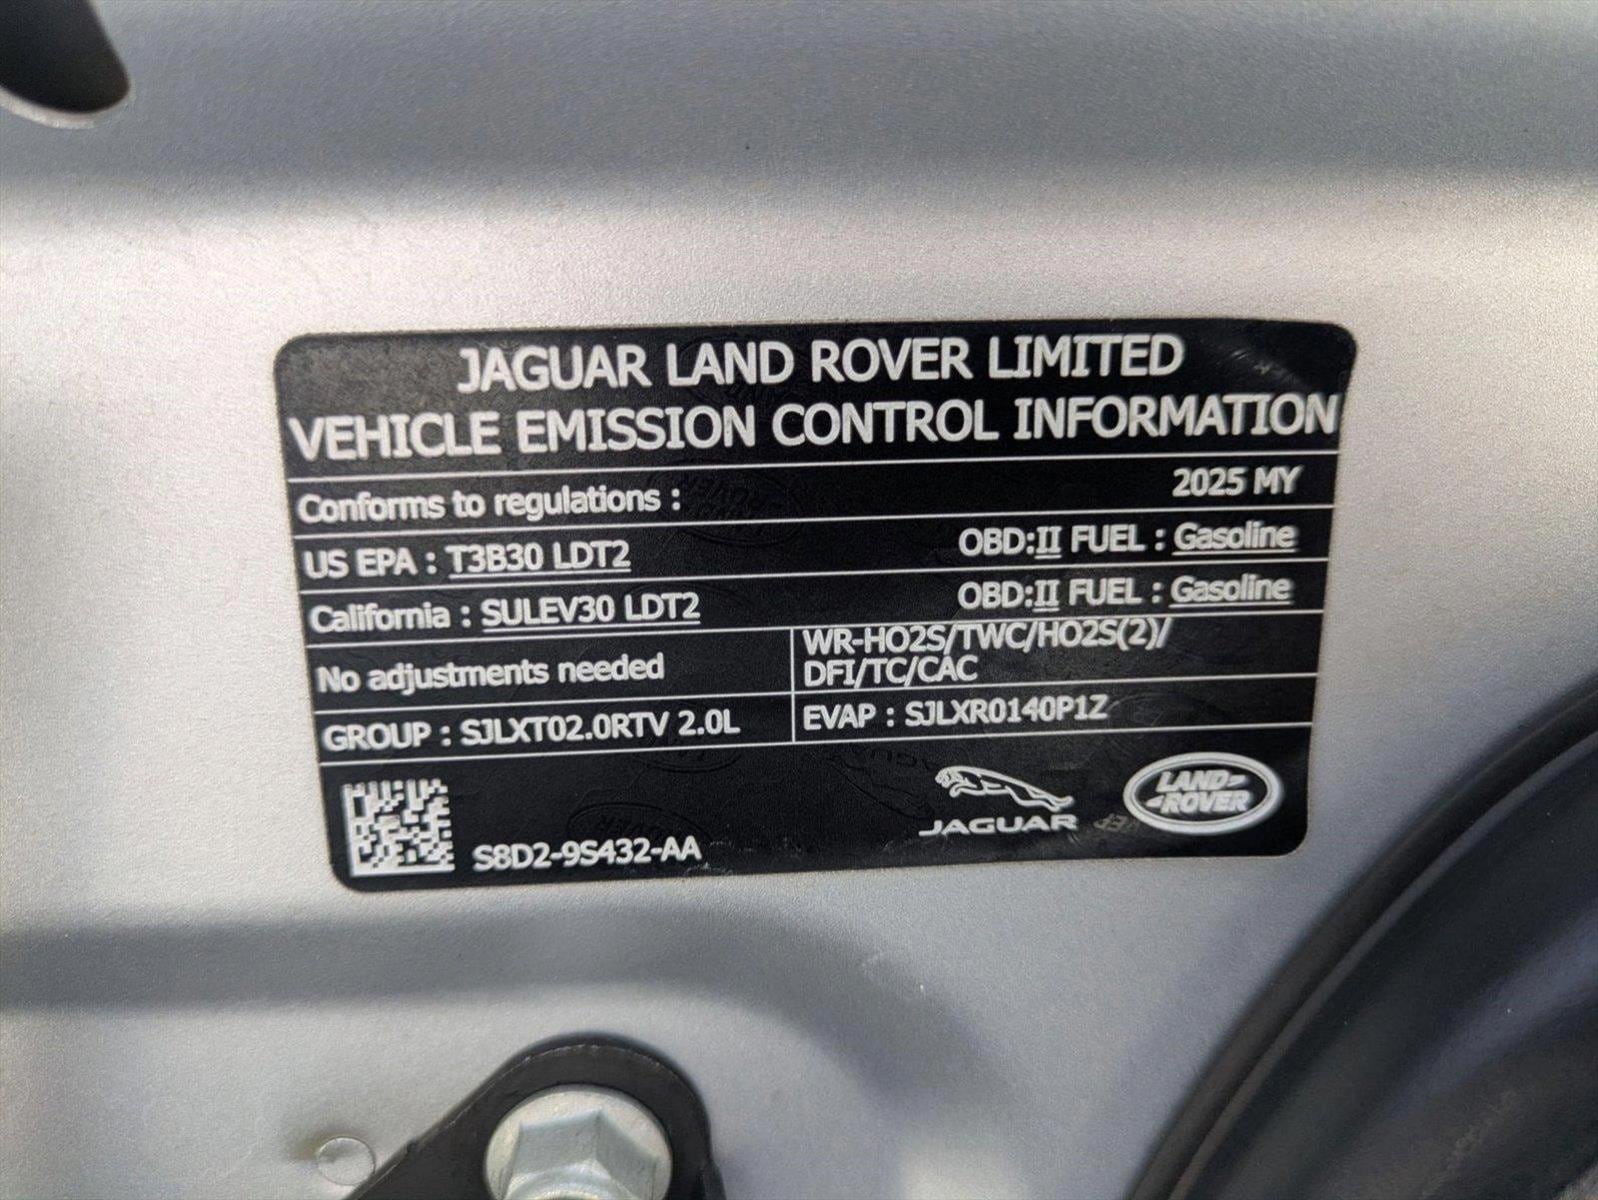 JAGUAR LAND ROVER LIMITED
VEHICLE EMISSION CONTROL INFORMATION
Conforms to regulations : 2025 MY
US EPA : T3B30 LDT2 OBD:II FUEL : Gasoline
California : SULEV30 LDT2 OBD:II FUEL : Gasoline
No adjustments needed
WR-HO2S/TWC/HO2S(2)/
DFI/TC/CAC
GROUP : SJLXT02.0RTV 2.0L
EVAP : SJLXR0140P1Z
S8D2-9S432-AA
JAGUAR
LAND-
-ROVER